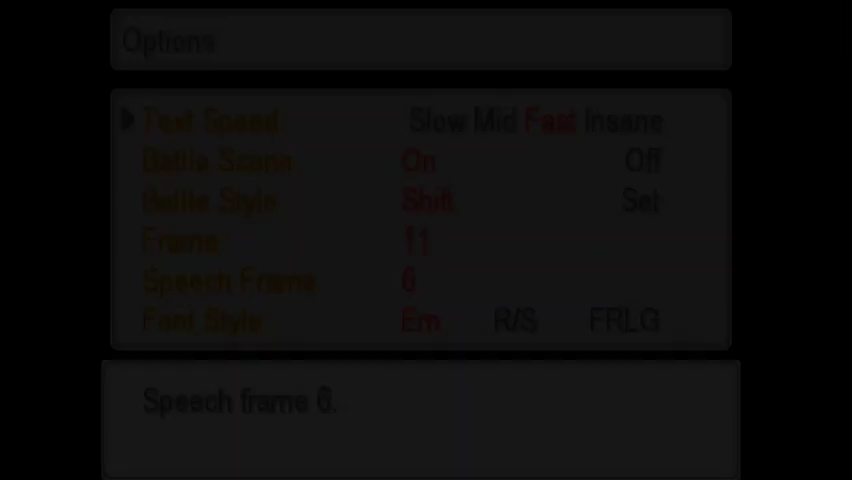 Options
Text Speed Slow Mid Fast Insane
Battle Scene On Off
Battle Style Shift Set
Frame 11
Speech Frame 6
Font Style Em R/S FRLG
Speech frame 6.